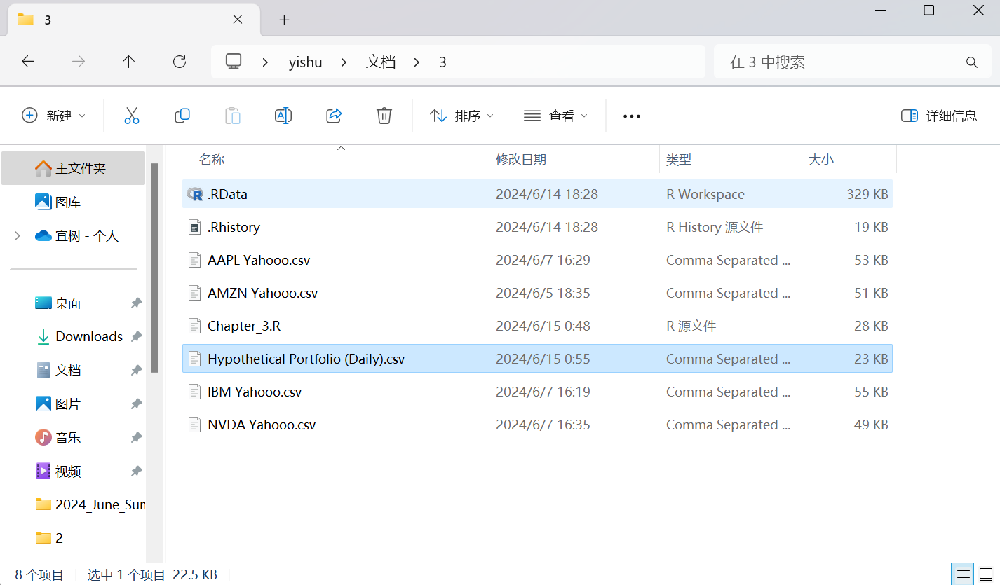 3
yishu
文档
3
在 3 中搜索
新建
排序
查看
详细信息
名称
修改日期
类型
大小
主文件夹
图库
宜树 - 个人
桌面
Downloads
文档
图片
音乐
视频
2024_June_Sun
2
.RData 2024/6/14 18:28 R Workspace 329 KB
.Rhistory 2024/6/14 18:28 R History 源文件 19 KB
AAPL Yahooo.csv 2024/6/7 16:29 Comma Separated ... 53 KB
AMZN Yahooo.csv 2024/6/5 18:35 Comma Separated ... 51 KB
Chapter_3.R 2024/6/15 0:48 R 源文件 28 KB
Hypothetical Portfolio (Daily).csv 2024/6/15 0:55 Comma Separated ... 23 KB
IBM Yahooo.csv 2024/6/7 16:19 Comma Separated ... 55 KB
NVDA Yahooo.csv 2024/6/7 16:35 Comma Separated ... 49 KB
8 个项目 选中 1 个项目 22.5 KB